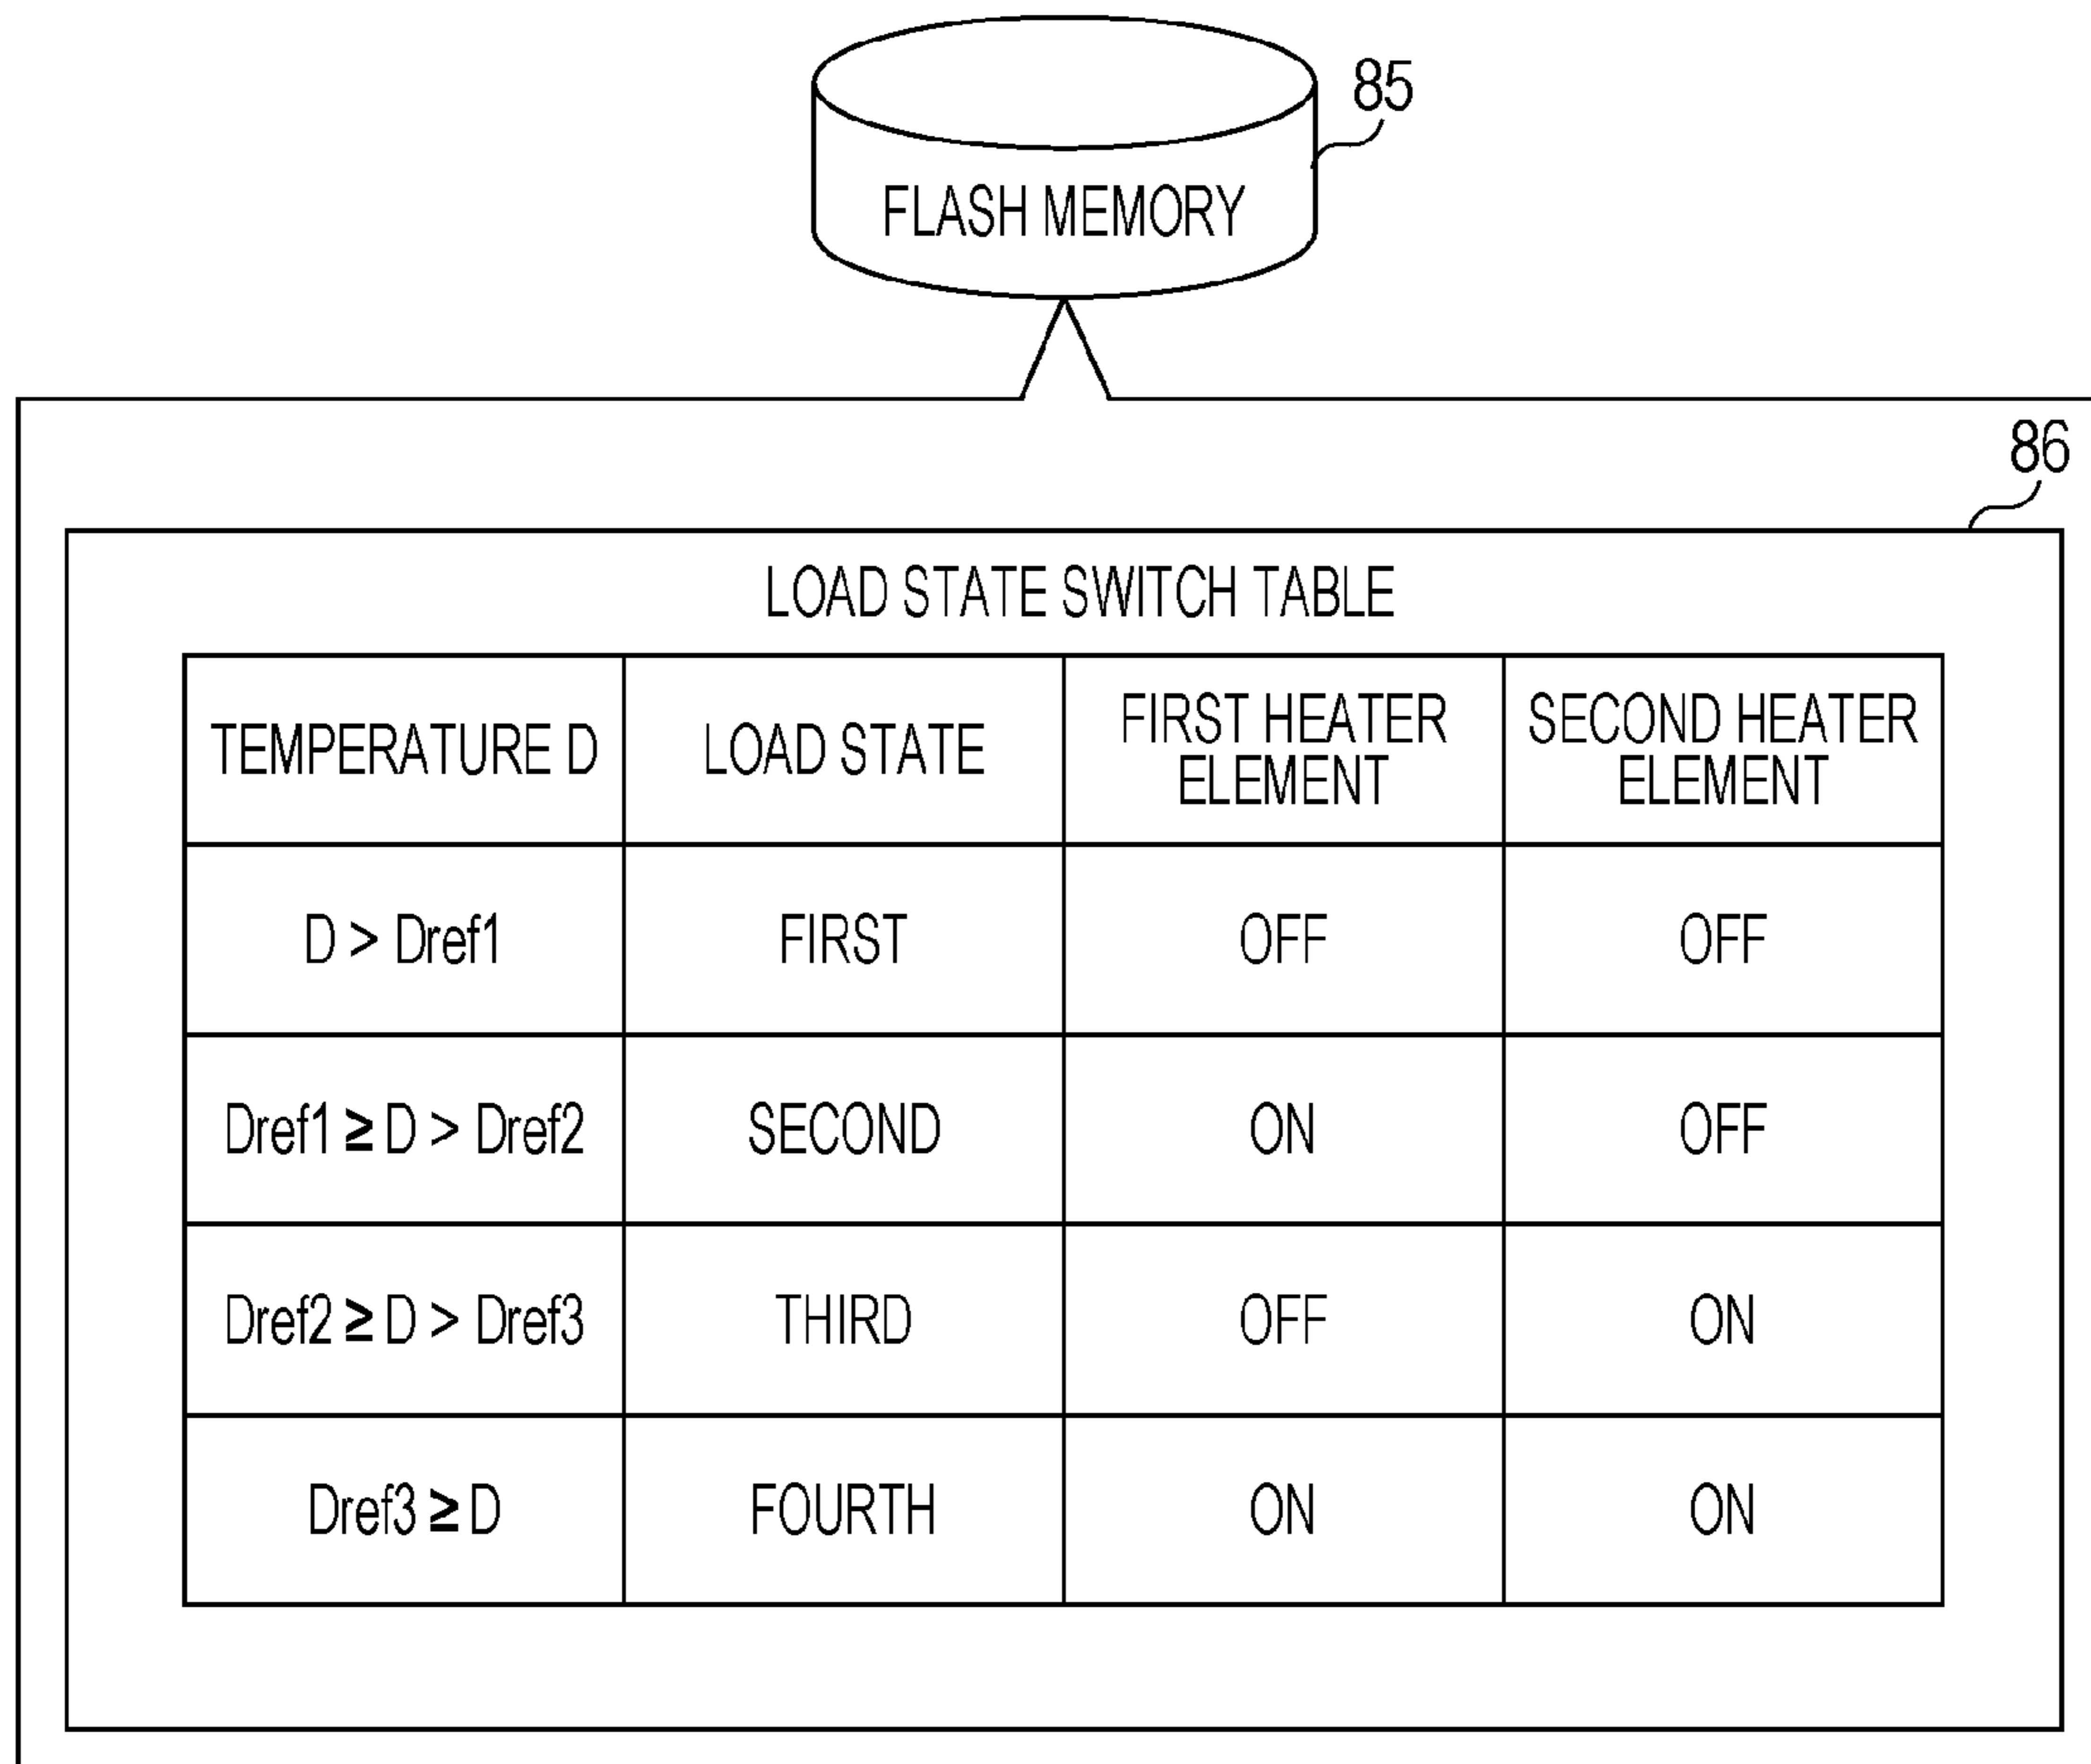 85
FLASH MEMORY
86
LOAD STATE SWITCH TABLE
TEMPERATURE D
LOAD STATE
FIRST HEATER
ELEMENT
SECOND HEATER
ELEMENT
D > Dref1
FIRST
OFF
OFF
Dref1 ≥ D > Dref2
SECOND
ON
OFF
Dref2 ≥ D > Dref3
THIRD
OFF
ON
Dref3 ≥ D
FOURTH
ON
ON